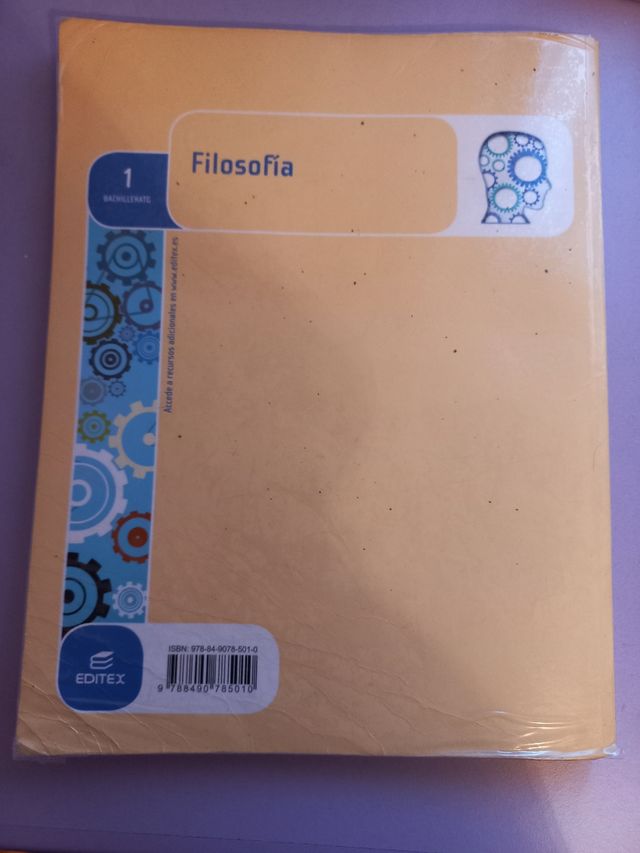 Filosofía
1
BACHILLERATO
Accede a recursos adicionales en www.editex.es
ISBN: 978-84-9078-501-0
9 788490 785010
EDITEX